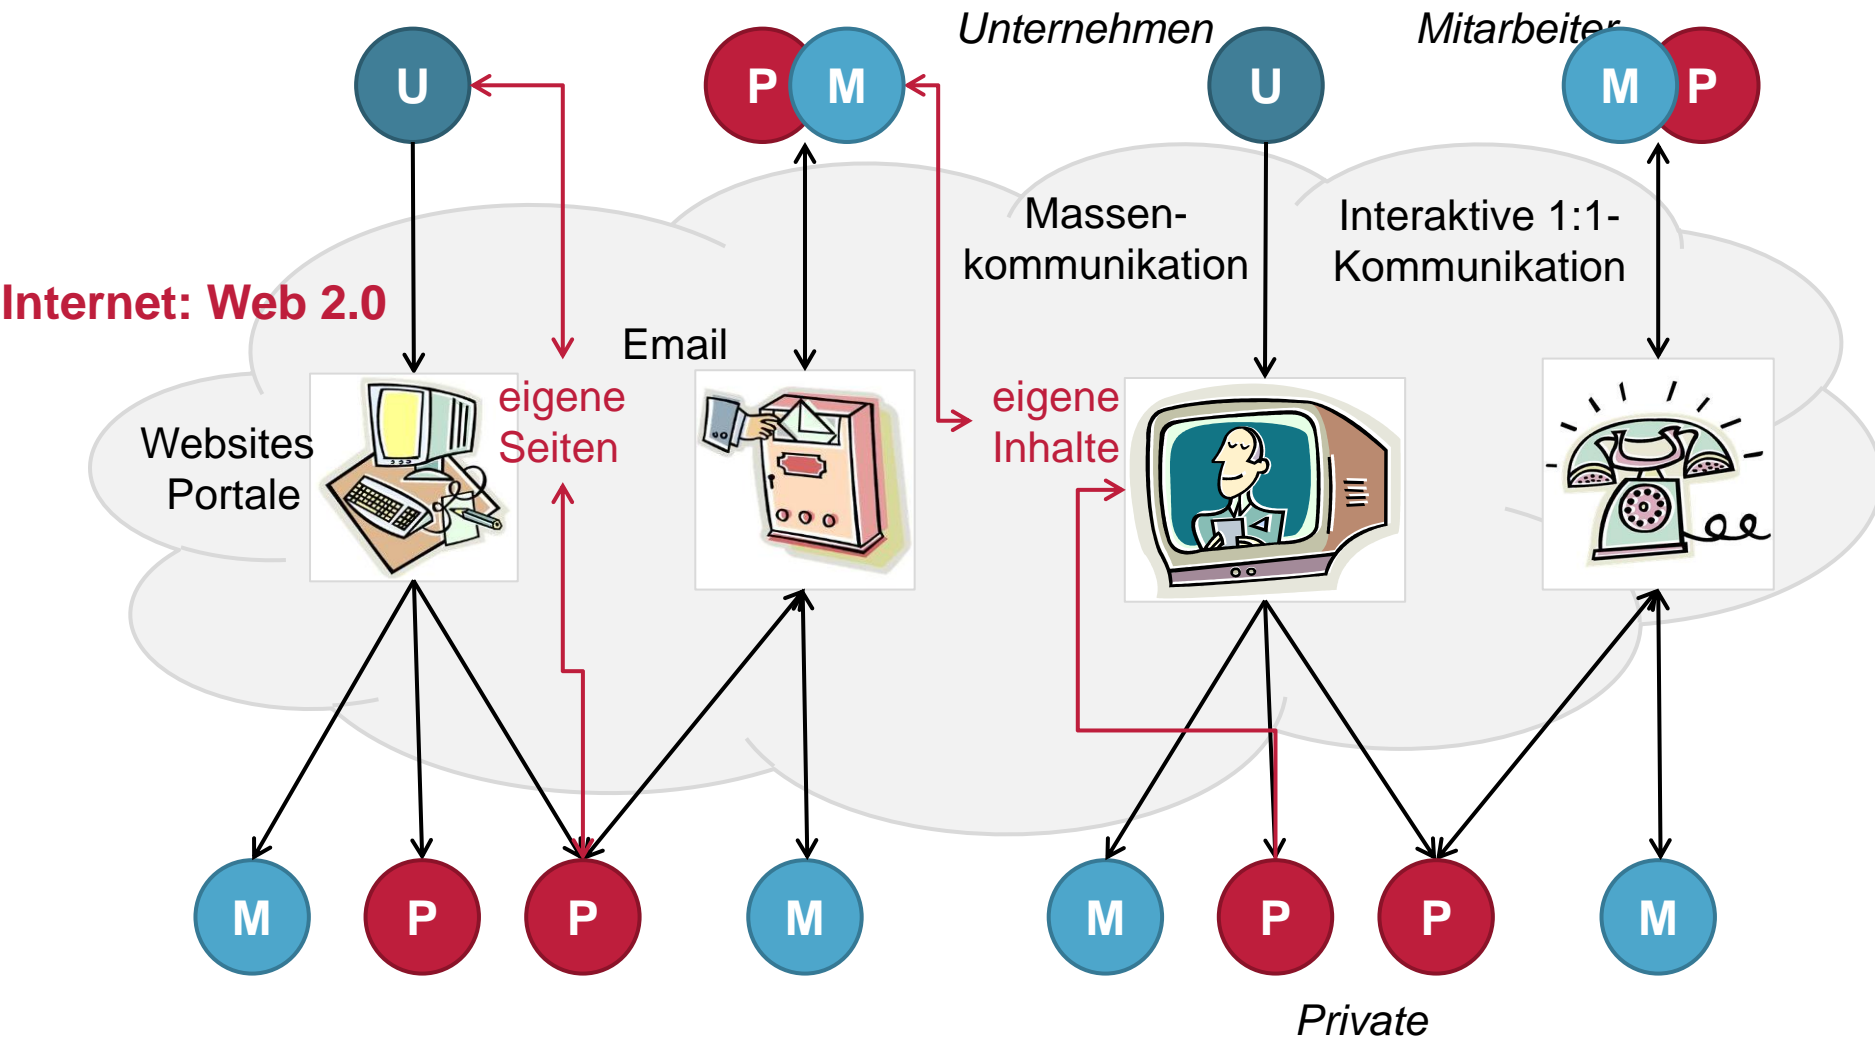 Unternehmen
Mitarbeiter
U
P
M
U
M
P
Massen-
kommunikation
Interaktive 1:1-
Kommunikation
Internet: Web 2.0
Email
eigene
Seiten
eigene
Inhalte
Websites
Portale
M
P
P
M
M
P
P
M
Private